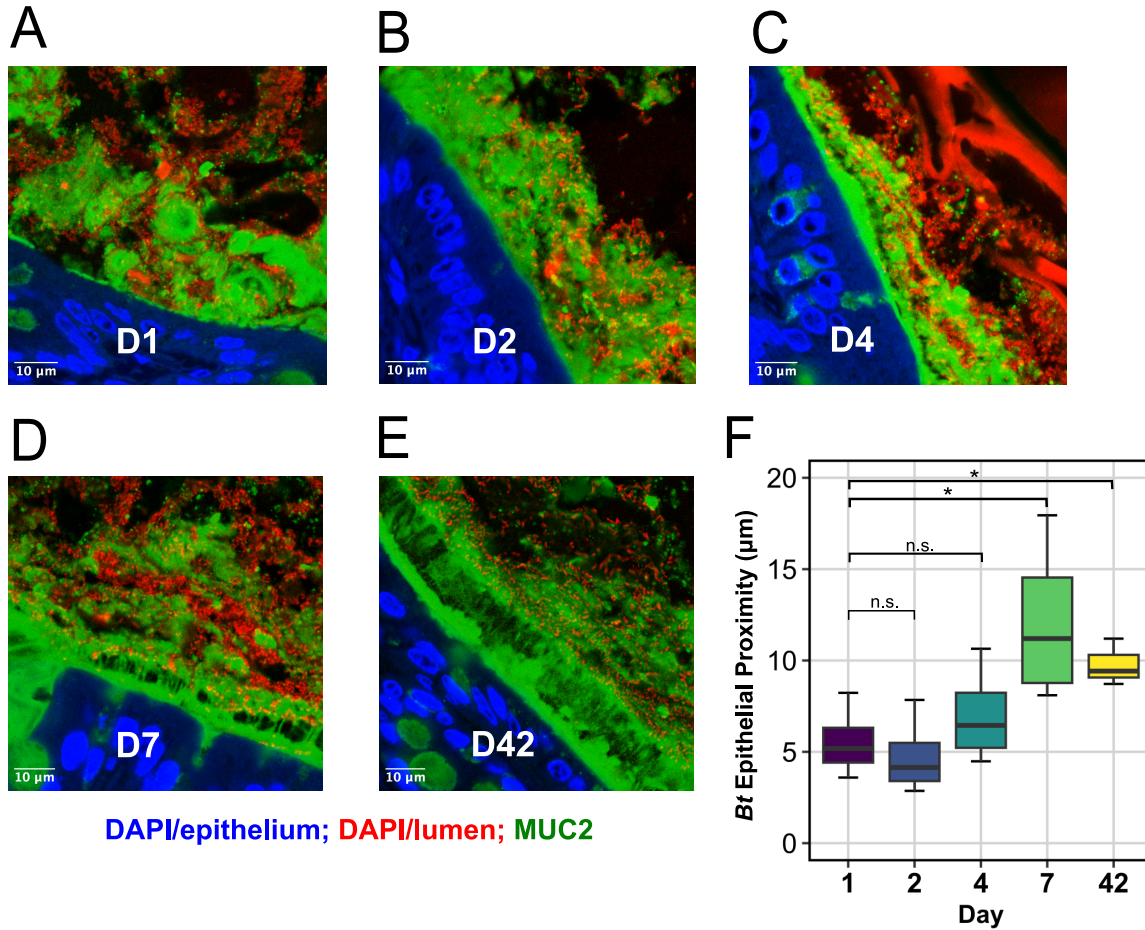 A
B
C
D1
10 µm
D2
10 µm
D4
10 µm
D
E
F
D7
10 µm
D42
10 µm
DAPI/epithelium; DAPI/lumen; MUC2
Bt Epithelial Proximity (µm)
20
15
10
5
0
*
*
n.s.
n.s.
1 2 4 7 42
Day